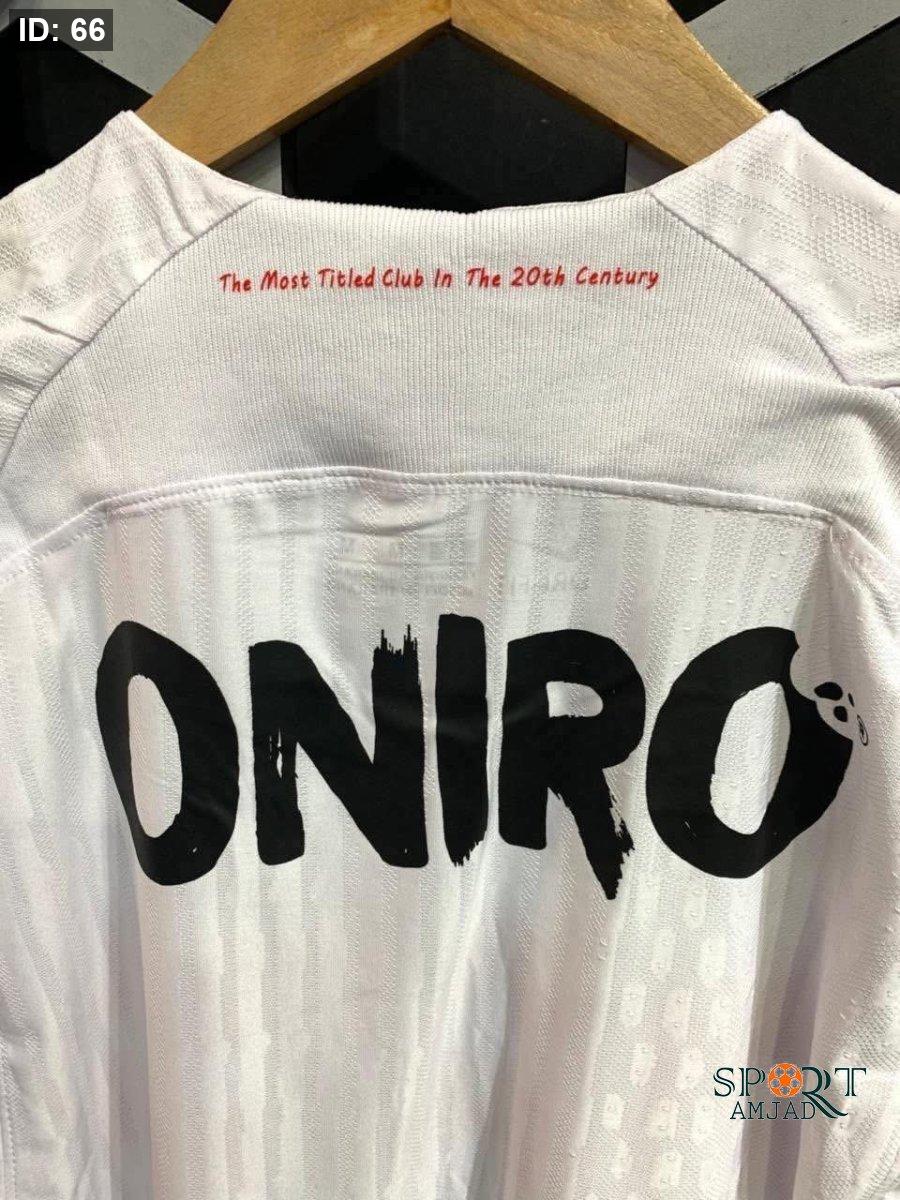 ID: 66
The Most Titled Club In The 20th Century
ONIRO
SPORT
AMJAD